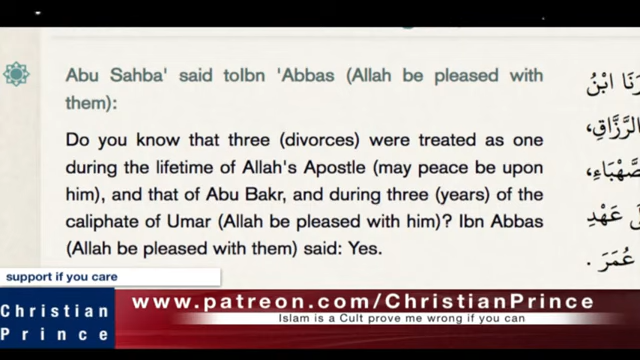 Abu Sahba' said toIbn 'Abbas (Allah be pleased with
them):
Do you know that three (divorces) were treated as one
during the lifetime of Allah's Apostle (may peace be upon
him), and that of Abu Bakr, and during three (years) of the
caliphate of Umar (Allah be pleased with him)? Ibn Abbas
(Allah be pleased with them) said: Yes.
رَنَا ابْنُ
الرَّزَّاقِ،
صَّهْبَاءِ،
ى عَهْدِ
عُمَرَ .
support if you care
Christian
Prince
www.patreon.com/ChristianPrince
Islam is a Cult prove me wrong if you can